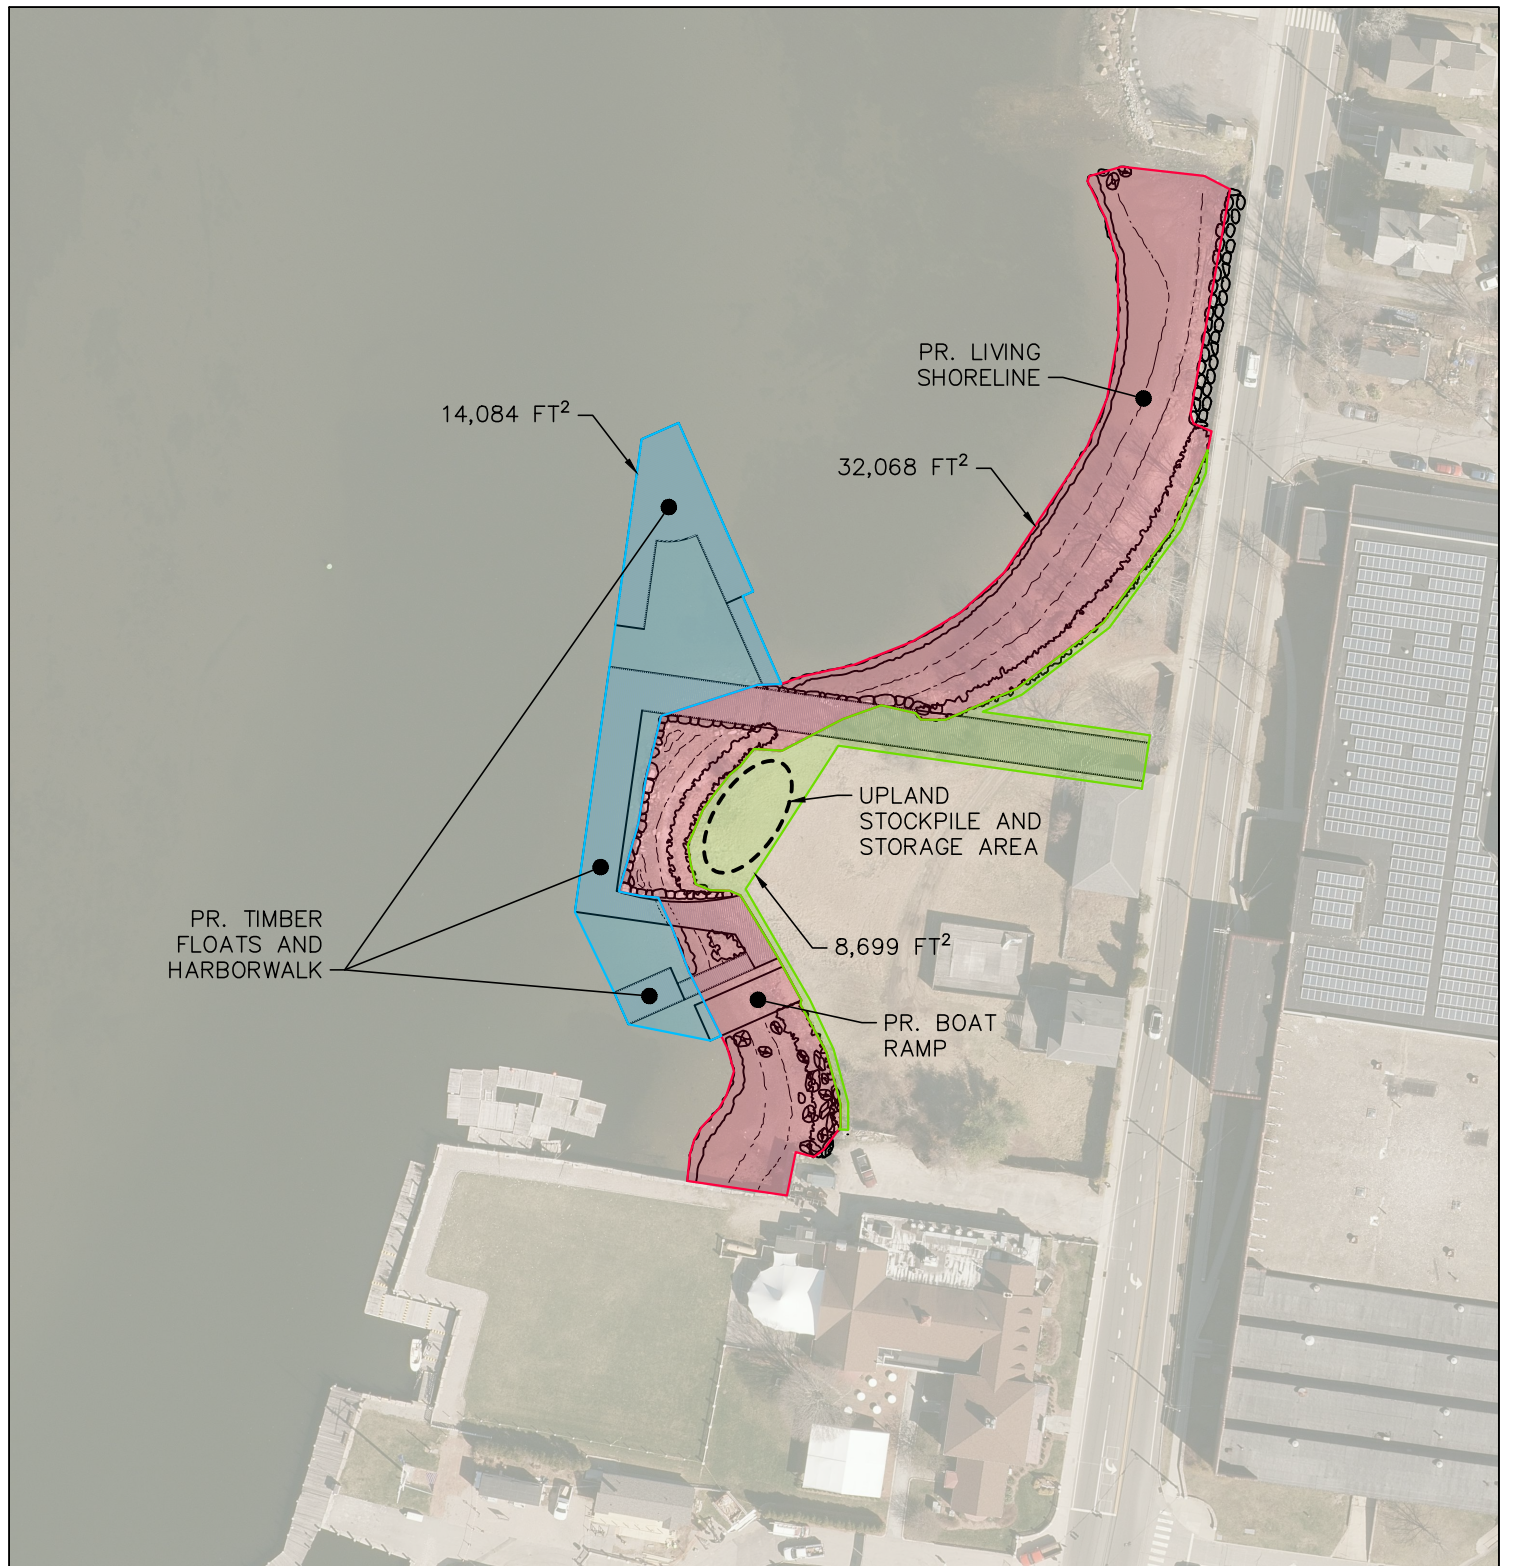 PR. LIVING
SHORELINE
14,084 FT²
32,068 FT²
UPLAND
STOCKPILE AND
STORAGE AREA
PR. TIMBER
FLOATS AND
HARBORWALK
8,699 FT²
PR. BOAT
RAMP